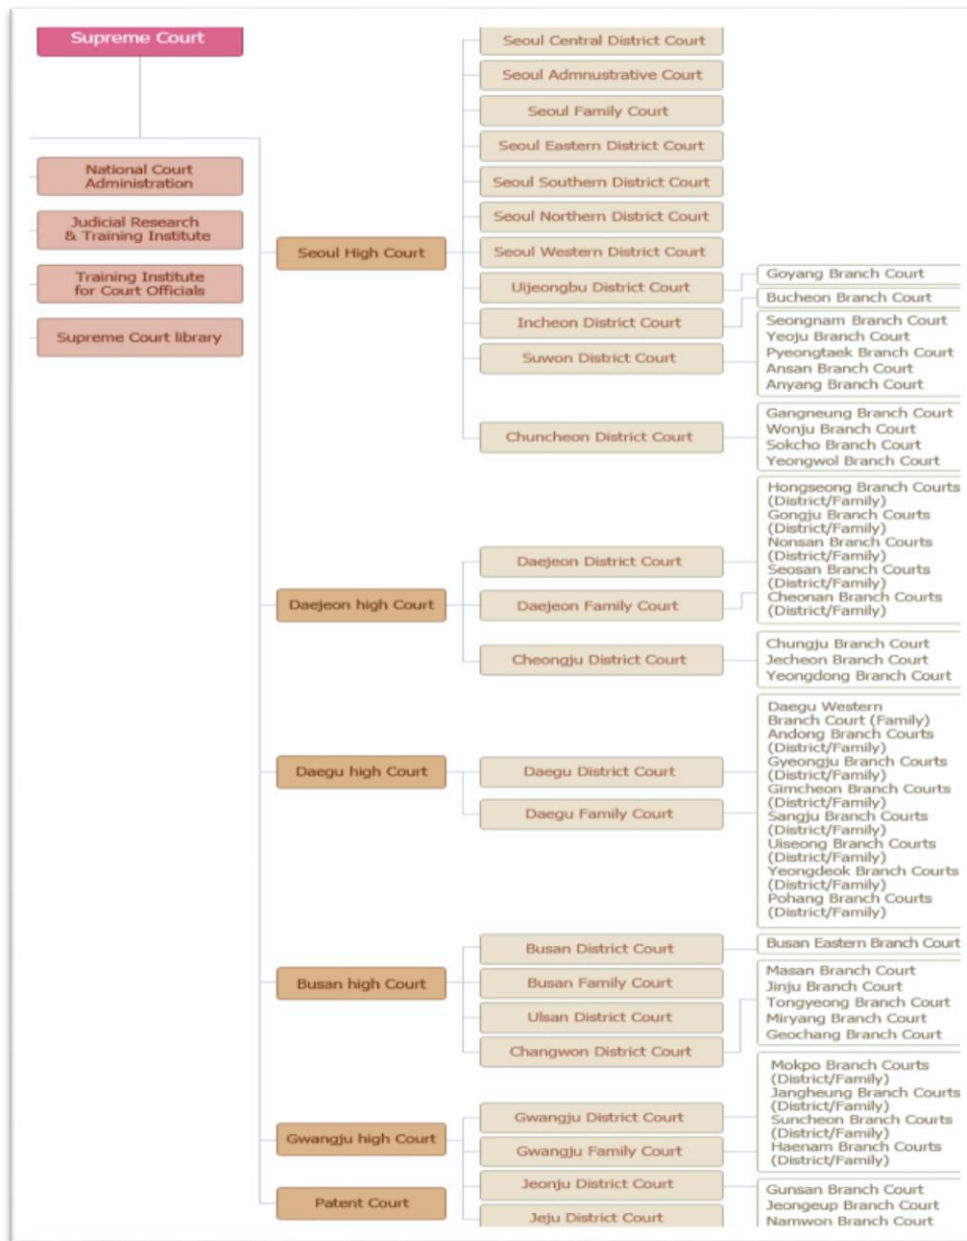 Supreme Court
National Court
Administration
Judicial Research
& Training Institute
Training Institute
for Court Officials
Supreme Court library
Seoul High Court
Seoul Central District Court
Seoul Admnustrative Court
Seoul Family Court
Seoul Eastern District Court
Seoul Southern District Court
Seoul Northern District Court
Seoul Western District Court
Uijeongbu District Court
Goyang Branch Court
Incheon District Court
Bucheon Branch Court
Suwon District Court
Seongnam Branch Court
Yeoju Branch Court
Pyeongtaek Branch Court
Ansan Branch Court
Anyang Branch Court
Chuncheon District Court
Gangneung Branch Court
Wonju Branch Court
Sokcho Branch Court
Yeongwol Branch Court
Daejeon high Court
Daejeon District Court
Daejeon Family Court
Hongseong Branch Courts
(District/Family)
Gongju Branch Courts
(District/Family)
Nonsan Branch Courts
(District/Family)
Seosan Branch Courts
(District/Family)
Cheonan Branch Courts
(District/Family)
Cheongju District Court
Chungju Branch Court
Jecheon Branch Court
Yeongdong Branch Court
Daegu high Court
Daegu District Court
Daegu Family Court
Daegu Western
Branch Court (Family)
Andong Branch Courts
(District/Family)
Gyeongju Branch Courts
(District/Family)
Gimcheon Branch Courts
(District/Family)
Sangju Branch Courts
(District/Family)
Uiseong Branch Courts
(District/Family)
Yeongdeok Branch Courts
(District/Family)
Pohang Branch Courts
(District/Family)
Busan high Court
Busan District Court
Busan Eastern Branch Court
Busan Family Court
Ulsan District Court
Changwon District Court
Masan Branch Court
Jinju Branch Court
Tongyeong Branch Court
Miryang Branch Court
Geochang Branch Court
Gwangju high Court
Gwangju District Court
Gwangju Family Court
Mokpo Branch Courts
(District/Family)
Jangheung Branch Courts
(District/Family)
Suncheon Branch Courts
(District/Family)
Haenam Branch Courts
(District/Family)
Jeonju District Court
Gunsan Branch Court
Jeongeup Branch Court
Namwon Branch Court
Jeju District Court
Patent Court